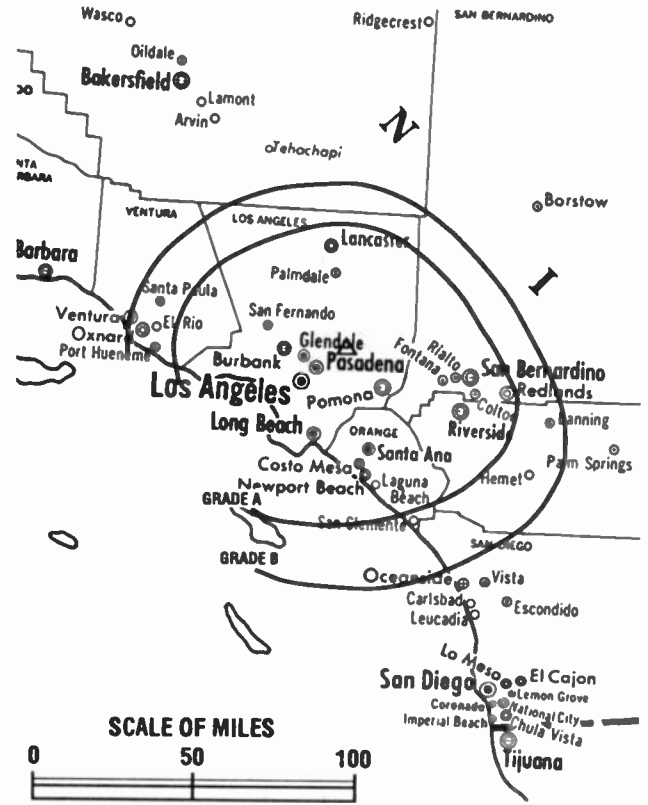 Wasco
Ridgecrest
SAN BERNARDINO
Oildale
Bakersfield
Lamont
Arvin
N
Tehachapi
NTA
RBARA
VENTURA
LOS ANGELES
Borstow
Barbara
Lancaster
Palmdale
I
Santa Paula
San Fernando
Ventura
El Rio
Oxnard
Port Hueneme
Glendale
Burbank
Pasadena
Rialto
Fontana
San Bernardino
Los Angeles
Pomona
Redlands
Colton
Banning
Long Beach
ORANGE
Riverside
Santa Ana
Palm Springs
Costo Mesa
Hemet
Newport Beach
Laguna
Beach
GRADE A
San Clemente
SAN DIEGO
GRADE B
Oceanside
Vista
Carlsbad
Escondido
Leucadia
La Mesa
El Cajon
San Diego
Lemon Grove
Coronado
National City
Imperial Beach
Chula Vista
Tijuana
SCALE OF MILES
0 50 100